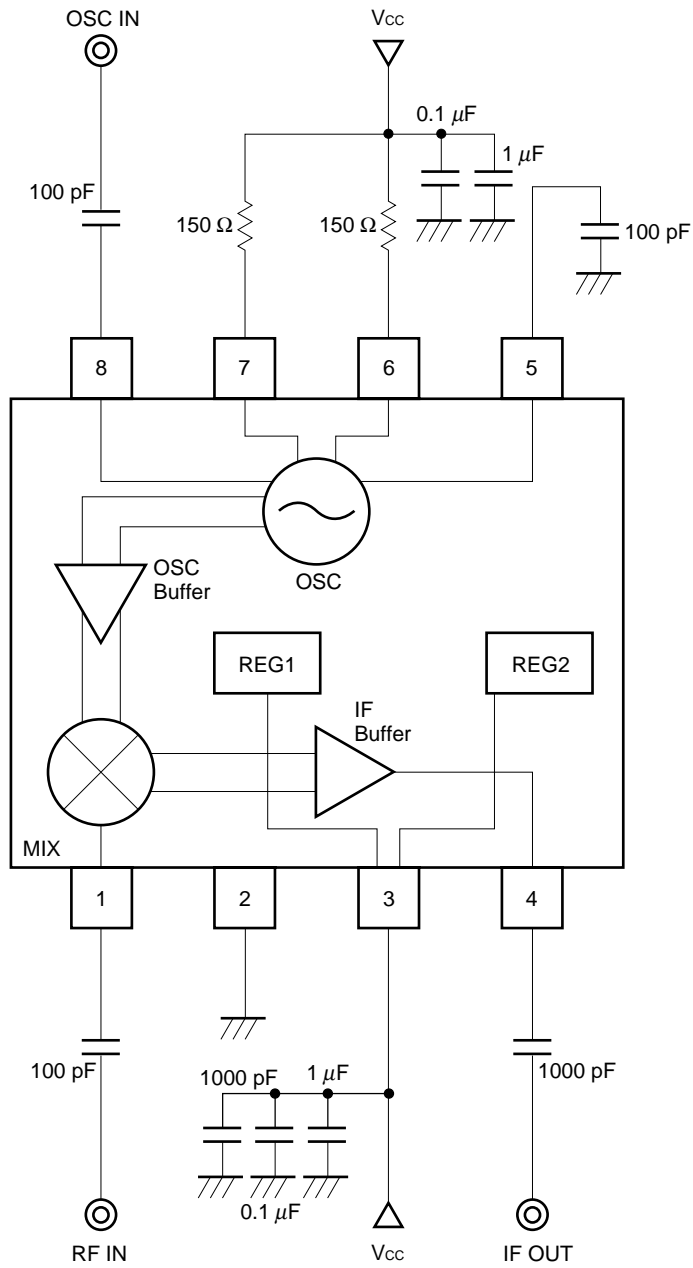 OSC IN
VCC
0.1 μF
1 μF
100 pF
150 Ω
150 Ω
100 pF
8
7
6
5
OSC
Buffer
OSC
REG1
REG2
IF
Buffer
MIX
1
2
3
4
100 pF
1000 pF
1 μF
1000 pF
0.1 μF
RF IN
VCC
IF OUT